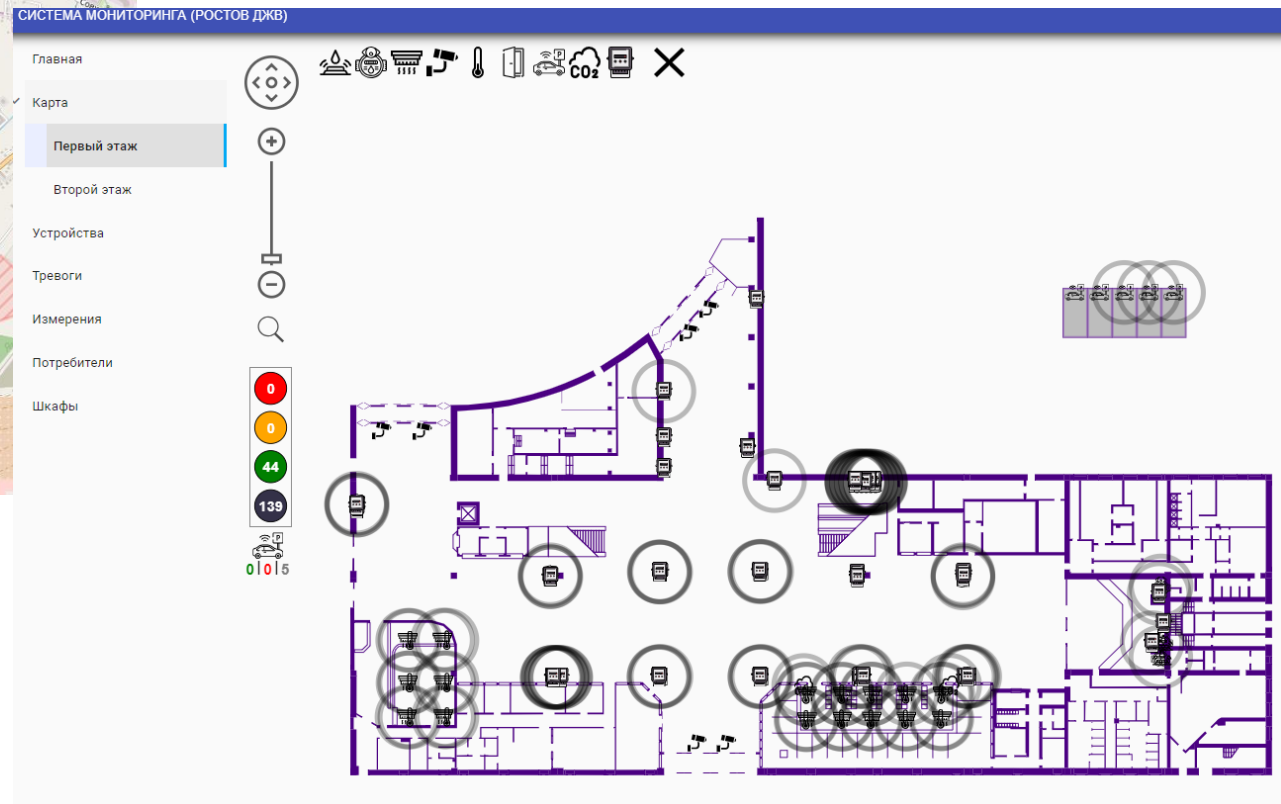 СИСТЕМА МОНИТОРИНГА (РОСТОВ ДЖВ)
Главная
Карта
Первый этаж
Второй этаж
Устройства
Тревоги
Измерения
Потребители
Шкафы
CO2
0
0
44
139
P
0|0|5